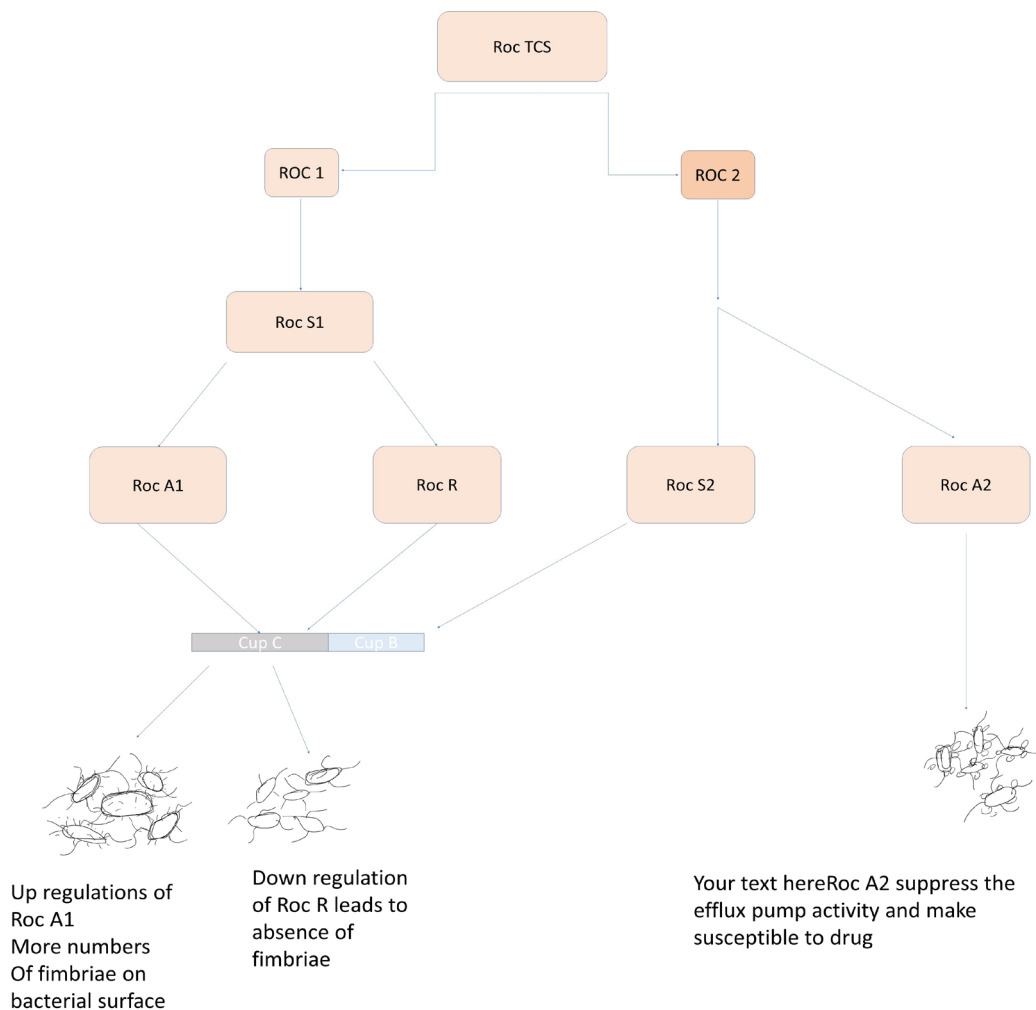 Roc TCS
ROC 1
ROC 2
Roc S1
Roc A1
Roc R
Roc S2
Roc A2
Cup C
Cup B
Up regulations of
Roc A1
More numbers
Of fimbriae on
bacterial surface
Down regulation
of Roc R leads to
absence of
fimbriae
Your text hereRoc A2 suppress the
efflux pump activity and make
susceptible to drug